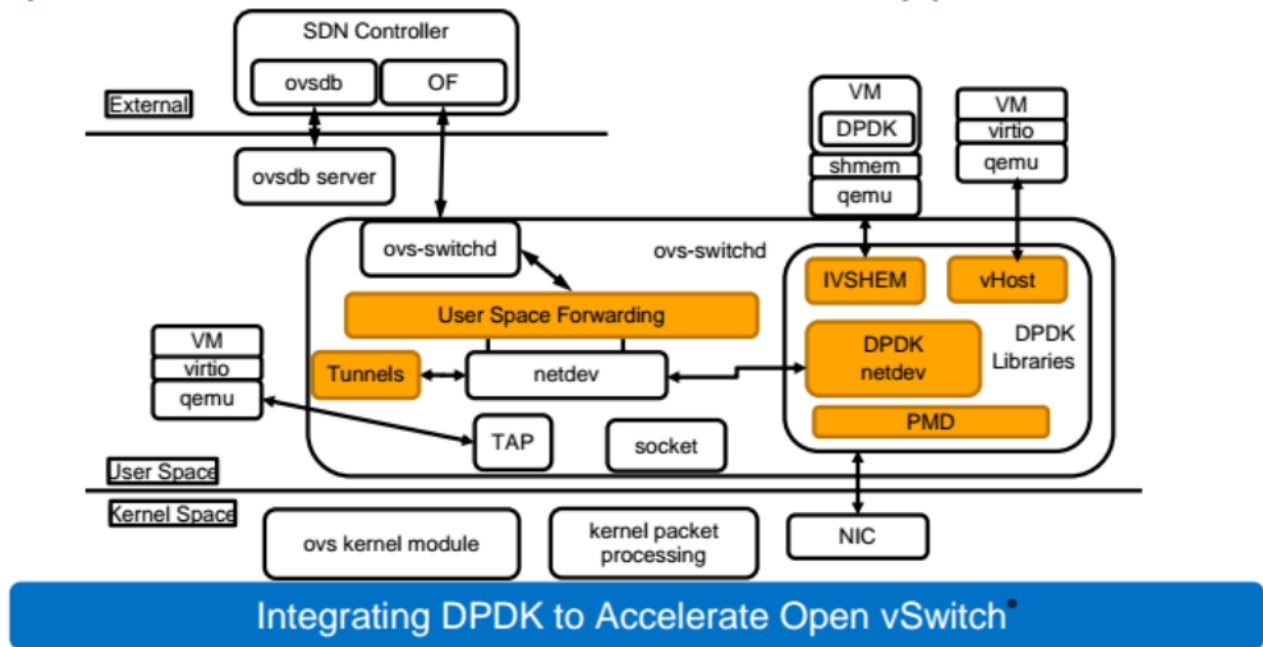 SDN Controller
ovsdb
OF
External
ovsdb server
VM
DPDK
shmem
qemu
VM
virtio
qemu
ovs-switchd
ovs-switchd
IVSHEM
vHost
User Space Forwarding
DPDK
Libraries
VM
virtio
qemu
Tunnels
netdev
DPDK
netdev
PMD
TAP
socket
User Space
Kernel Space
ovs kernel module
kernel packet
processing
NIC
Integrating DPDK to Accelerate Open vSwitch*